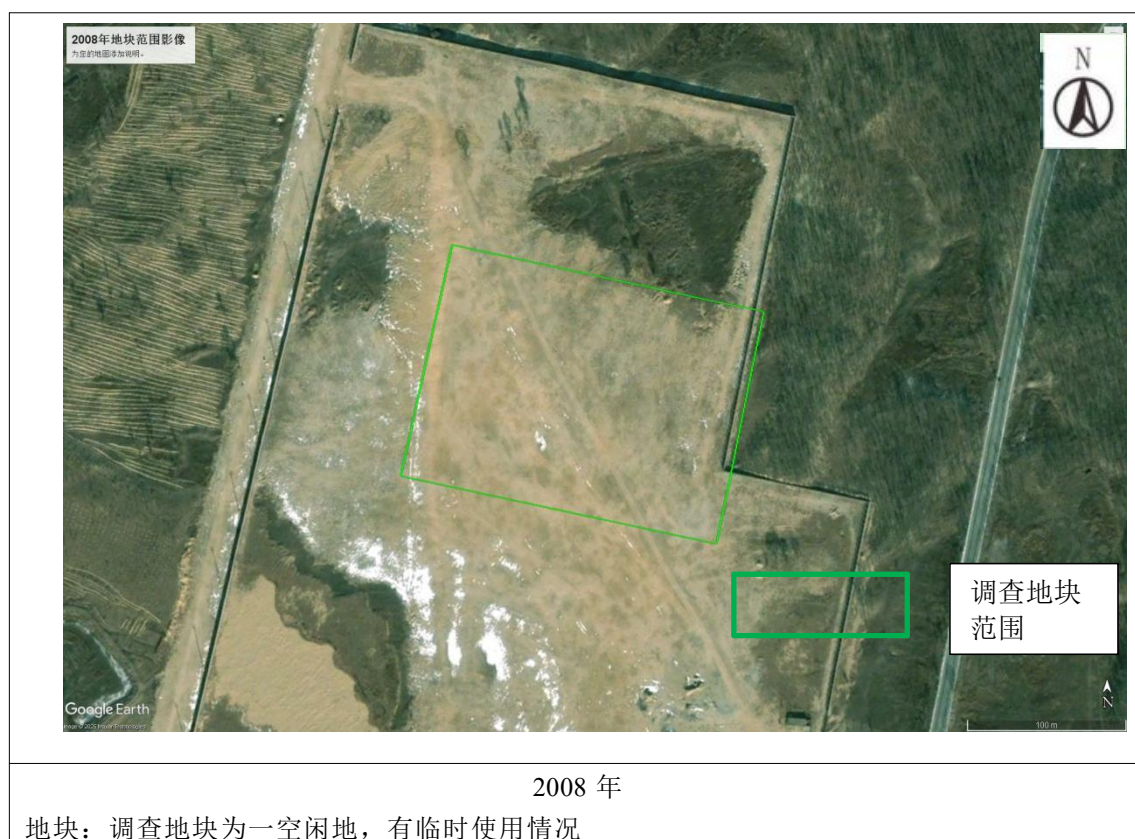 2008年地块范围影像
为您的地图添加说明。
N
调查地块
范围
N
Google Earth
100 m
2008 年
地块：调查地块为一空闲地，有临时使用情况